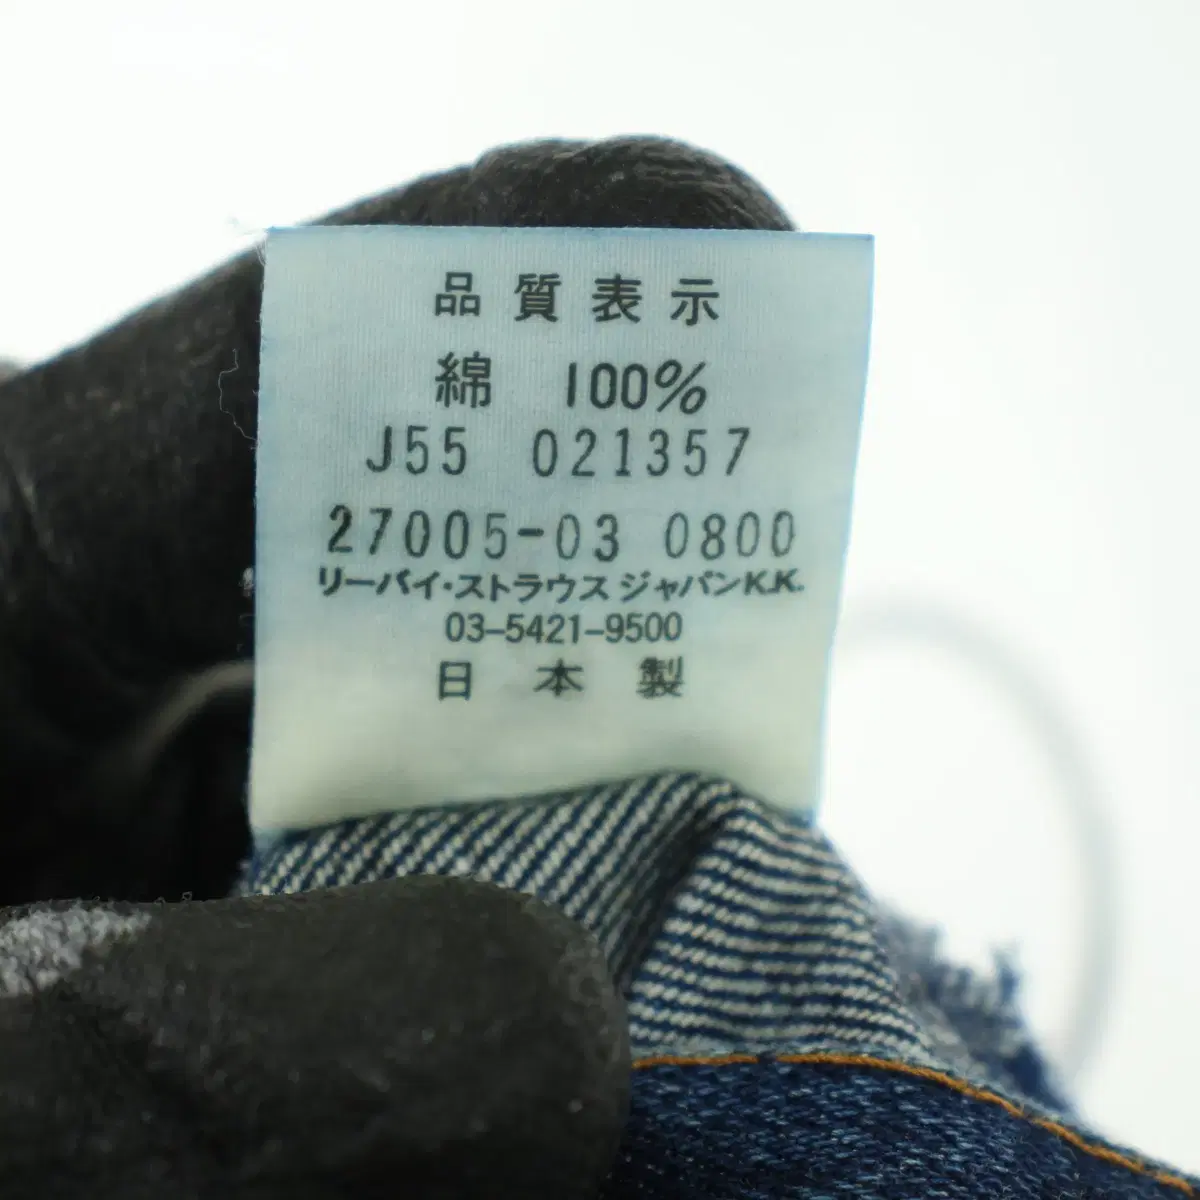 品質表示
綿 100%
J55 021357
27005-03 0800
リーバイ・ストラウス ジャパンK.K.
03-5421-9500
日本製